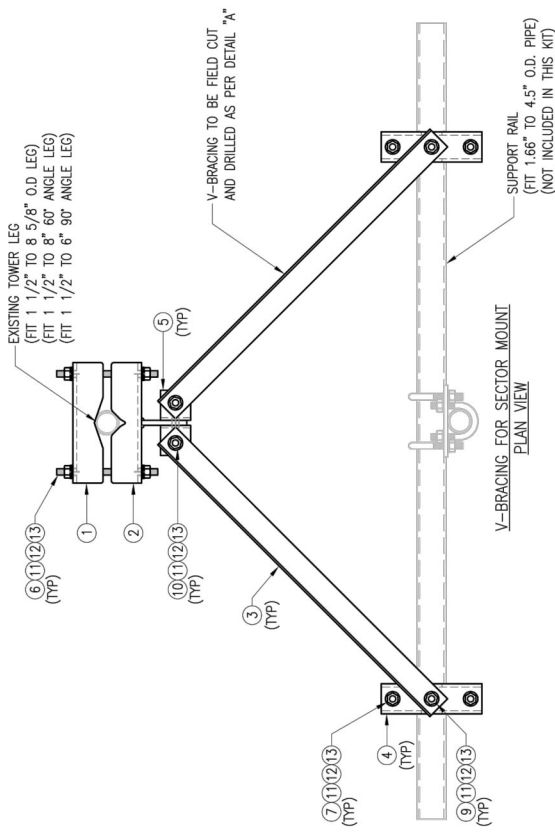 EXISTING TOWER LEG
(FIT 1 1/2" TO 8 5/8" O.D LEG)
(FIT 1 1/2" TO 8" 60° ANGLE LEG)
(FIT 1 1/2" TO 6" 90° ANGLE LEG)
6 11 12 13
(TYP)
1
2
5
(TYP)
10 11 12 13
(TYP)
3
(TYP)
V-BRACING TO BE FIELD CUT
AND DRILLED AS PER DETAIL "A"
7 11 12 13
(TYP)
4
(TYP)
9 11 12 13
(TYP)
SUPPORT RAIL
(FIT 1.66" TO 4.5" O.D. PIPE)
(NOT INCLUDED IN THIS KIT)
V-BRACING FOR SECTOR MOUNT
PLAN VIEW